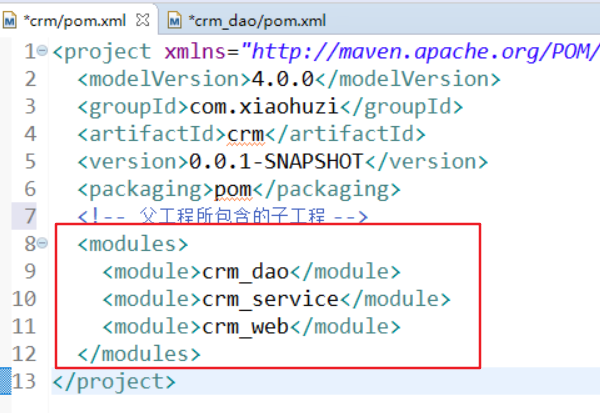 *crm/pom.xml *crm_dao/pom.xml
1 <project xmlns="http://maven.apache.org/POM/
2 <modelVersion>4.0.0</modelVersion>
3 <groupId>com.xiaohuzi</groupId>
4 <artifactId>crm</artifactId>
5 <version>0.0.1-SNAPSHOT</version>
6 <packaging>pom</packaging>
7 <!-- 父工程所包含的子工程 -->
8 <modules>
9 <module>crm_dao</module>
10 <module>crm_service</module>
11 <module>crm_web</module>
12 </modules>
13 </project>